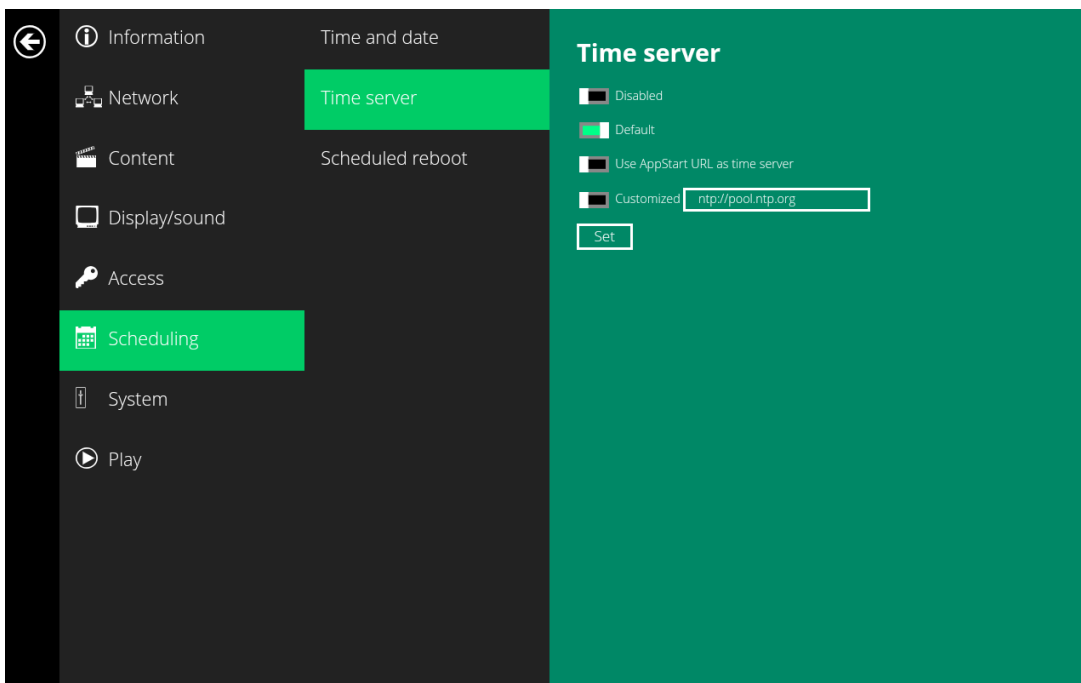 Information
Network
Content
Display/sound
Access
Scheduling
System
Play
Time and date
Time server
Scheduled reboot
Time server
Disabled
Default
Use AppStart URL as time server
Customized ntp://pool.ntp.org
Set